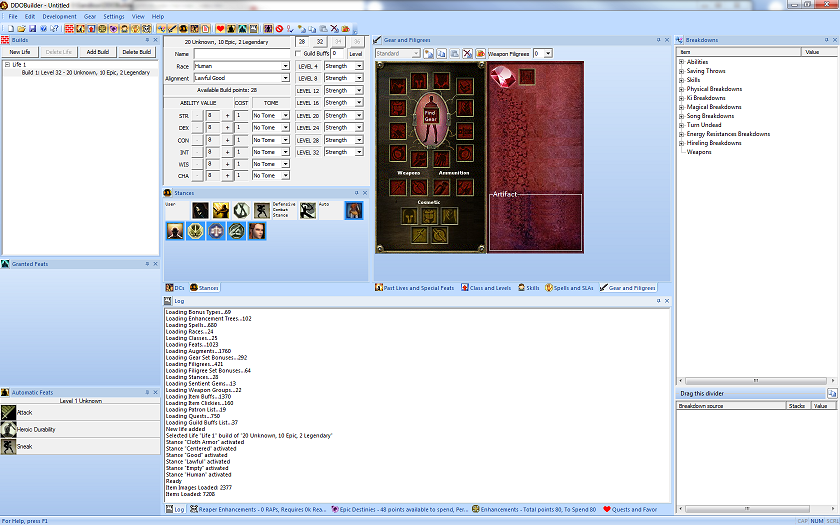 DDOBuilder - Untitled
File Edit Development Gear Settings View Help
Builds
New Life Delete Life Add Build Delete Build
Life 1
Build 1: Level 32 - 20 Unknown, 10 Epic, 2 Legendary
Granted Feats
Automatic Feats
Level 1 Unknown
Attack
Heroic Durability
Sneak
20 Unknown, 10 Epic, 2 Legendary
Name
Race Human
Alignment Lawful Good
Available Build points: 28
ABILITY VALUE COST TOME
STR - 8 + 1 No Tome
DEX - 8 + 1 No Tome
CON - 8 + 1 No Tome
INT - 8 + 1 No Tome
WIS - 8 + 1 No Tome
CHA - 8 + 1 No Tome
28 32 34 36
Guild Buffs 0 Level
LEVEL 4 Strength
LEVEL 8 Strength
LEVEL 12 Strength
LEVEL 16 Strength
LEVEL 20 Strength
LEVEL 24 Strength
LEVEL 28 Strength
LEVEL 32 Strength
Stances
User
Defensive
Combat
Stance
Auto
DCs Stances
Gear and Filigrees
Standard Weapon Filigrees 0
Find
Gear
Weapons Ammunition
Cosmetic
Artifact
Past Lives and Special Feats Class and Levels Skills Spells and SLAs Gear and Filigrees
Log
Loading Bonus Types...69
Loading Enhancement Trees...102
Loading Spells...680
Loading Races...24
Loading Classes...25
Loading Feats...1023
Loading Augments...1760
Loading Gear Set Bonuses...292
Loading Filigrees...421
Loading Filigree Set Bonuses...64
Loading Stances...28
Loading Sentient Gems...13
Loading Weapon Groups...22
Loading Item Buffs...1370
Loading Item Clickies...160
Loading Patron List...19
Loading Quests...750
Loading Guild Buffs List...37
New life added
Selected Life 'Life 1' build of '20 Unknown, 10 Epic, 2 Legendary'
Stance 'Cloth Armor' activated
Stance 'Centered' activated
Stance 'Good' activated
Stance 'Lawful' activated
Stance 'Empty' activated
Stance 'Human' activated
Ready
Item Images Loaded: 2377
Items Loaded: 7208
Log Reaper Enhancements - 0 RAPs, Requires 0k Rea... Epic Destinies - 48 points available to spend, Per... Enhancements - Total points 80, To Spend 80 Quests and Favor
Breakdowns
Item Value
Abilities
Saving Throws
Skills
Physical Breakdowns
Ki Breakdowns
Magical Breakdowns
Song Breakdowns
Turn Undead
Energy Resistances Breakdowns
Hireling Breakdowns
Weapons
Drag this divider
Breakdown source Stacks Value
For Help, press F1
CAP NUM SCRL